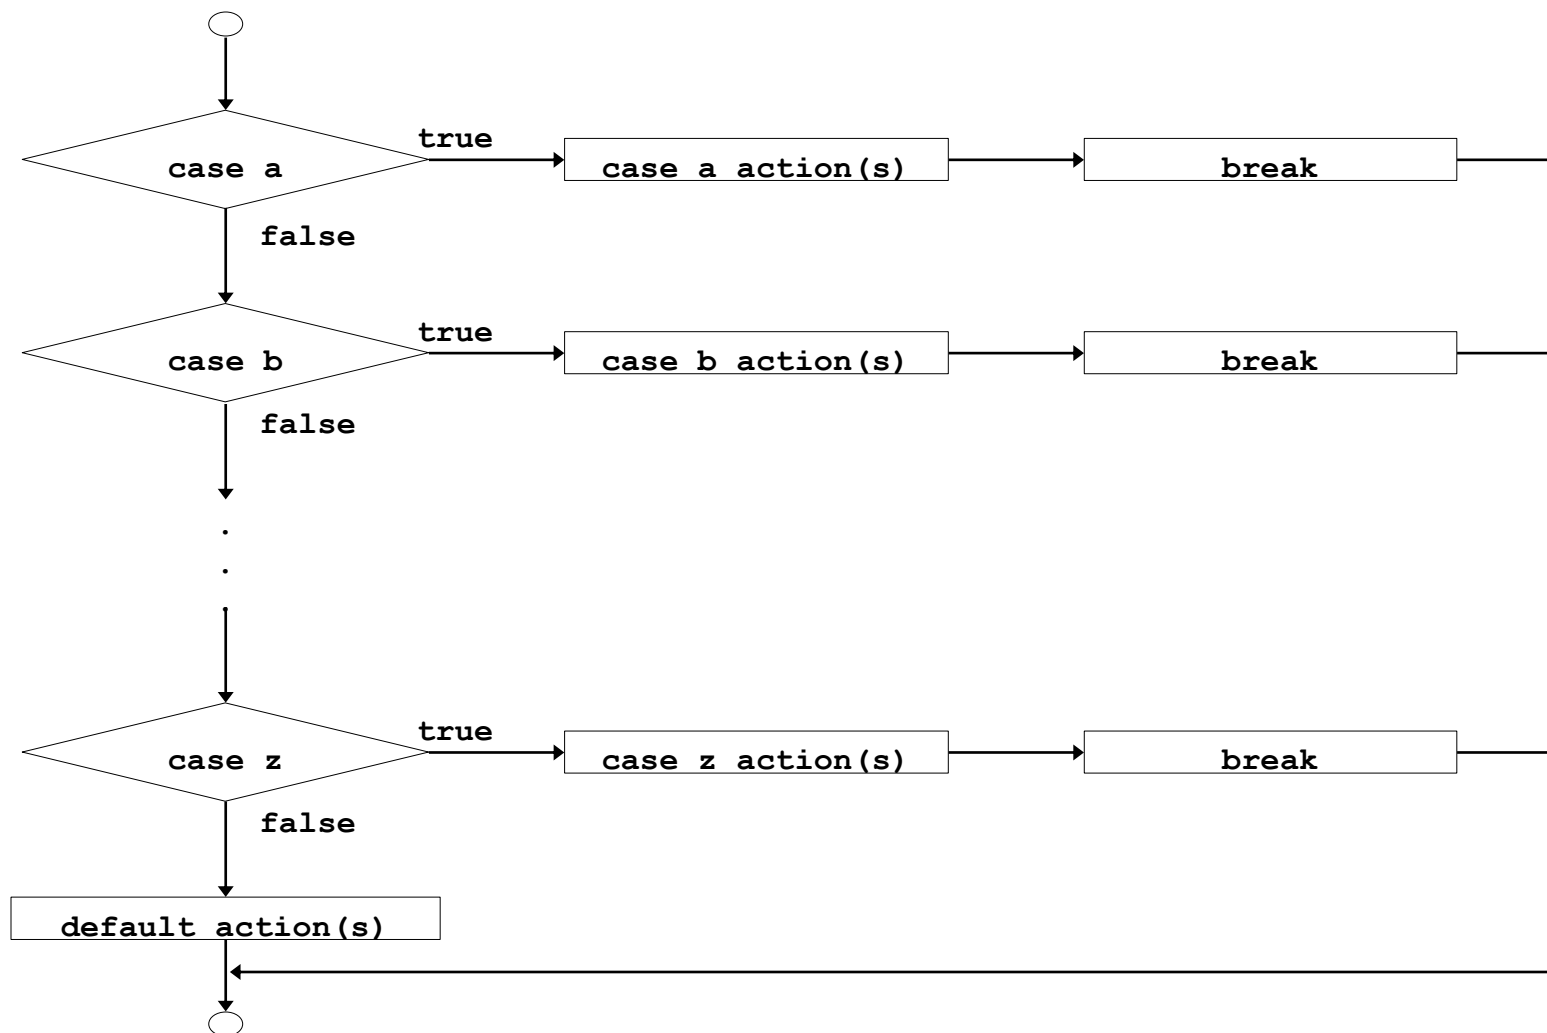 true
case a
case a action(s)
break
false
true
case b
case b action(s)
break
false
.
.
.
true
case z
case z action(s)
break
false
default action(s)